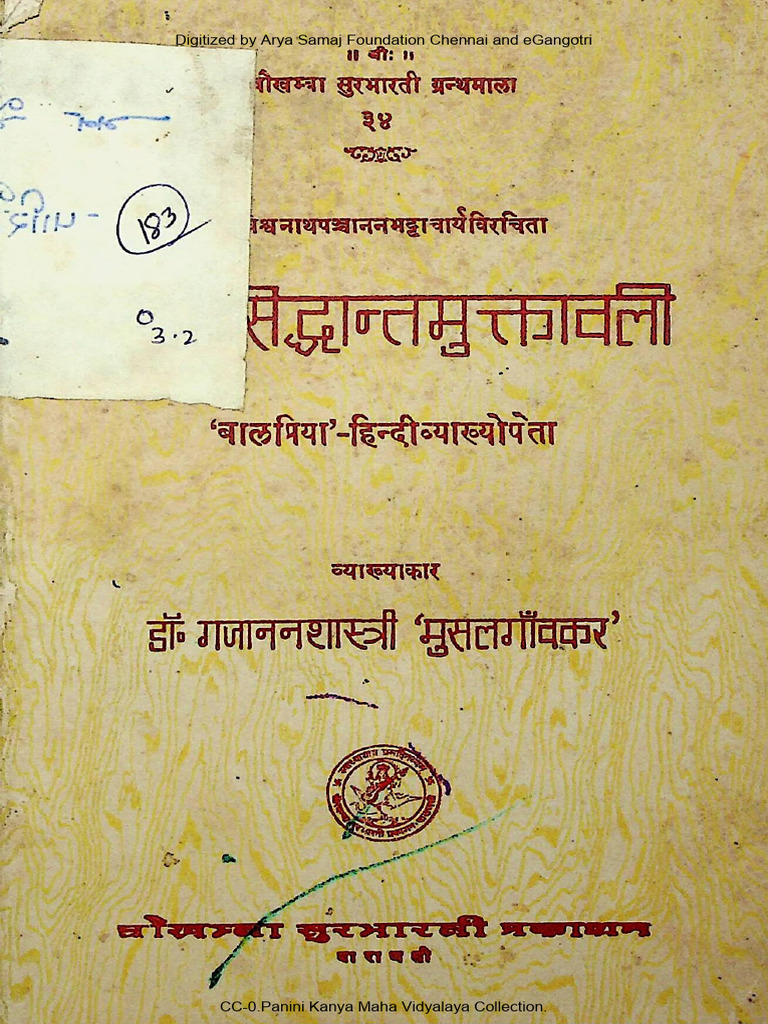 Digitized by Arya Samaj Foundation Chennai and eGangotri
॥ श्रीः ॥
चौखम्बा सुरभारती ग्रन्थमाला
३४
183
श्वनाथपञ्चाननभट्टाचार्यविरचिता
03.2
सिद्धान्तमुक्तावली
'बालप्रिया'-हिन्दीव्याख्योपेता
व्याख्याकार
डॉ॰ गजाननशास्त्री 'मुसलगाँवकर'
चौखम्बा सुरभारती प्रकाशन
वाराणसी
CC-0.Panini Kanya Maha Vidyalaya Collection.